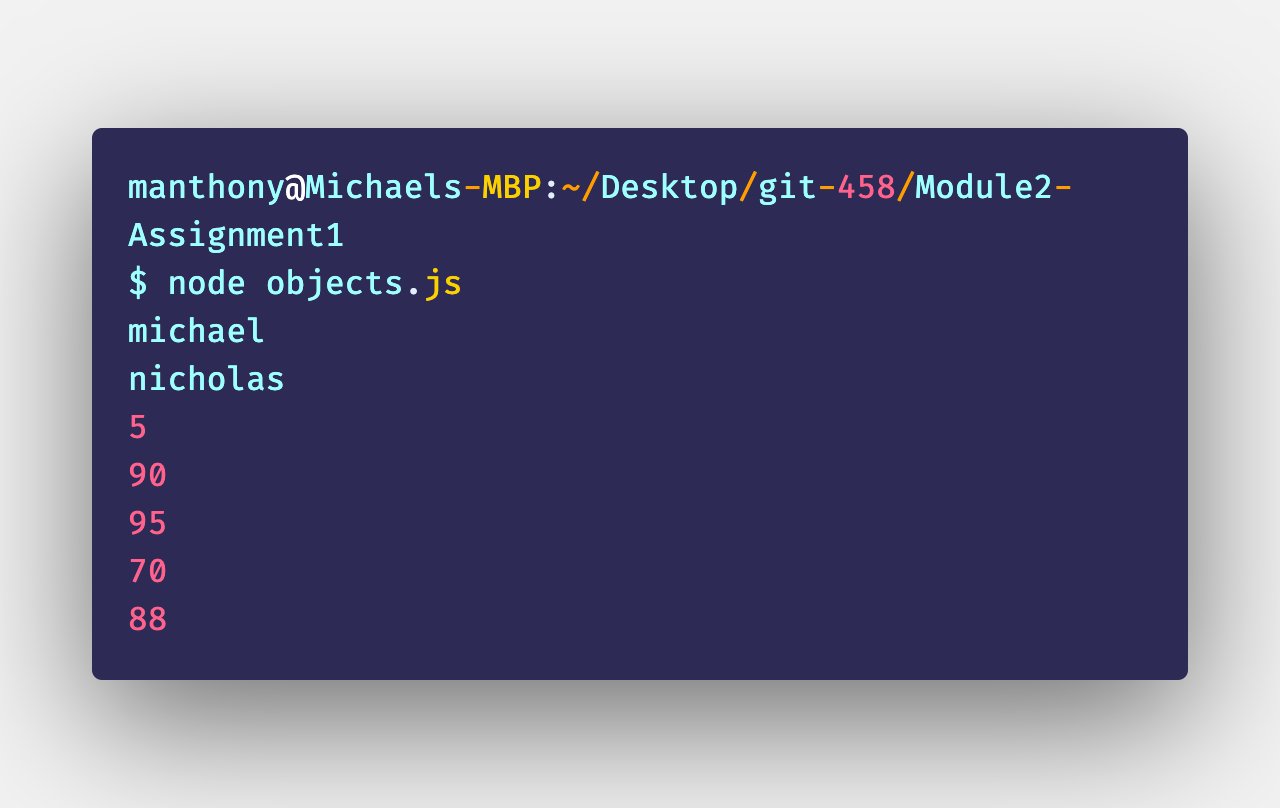 manthony@Michaels-MBP:~/Desktop/git-458/Module2-
Assignment1
$ node objects.js
michael
nicholas
5
90
95
70
88